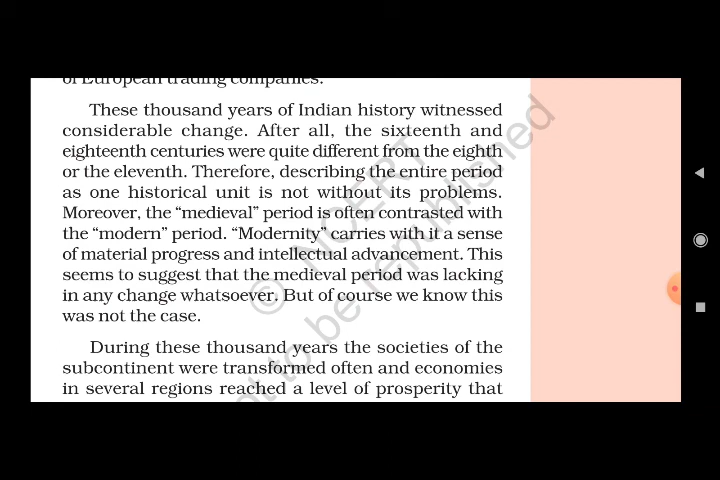 of European trading companies.
These thousand years of Indian history witnessed
considerable change. After all, the sixteenth and
eighteenth centuries were quite different from the eighth
or the eleventh. Therefore, describing the entire period
as one historical unit is not without its problems.
Moreover, the “medieval” period is often contrasted with
the “modern” period. “Modernity” carries with it a sense
of material progress and intellectual advancement. This
seems to suggest that the medieval period was lacking
in any change whatsoever. But of course we know this
was not the case.
During these thousand years the societies of the
subcontinent were transformed often and economies
in several regions reached a level of prosperity that
© NCERT
not to be republished